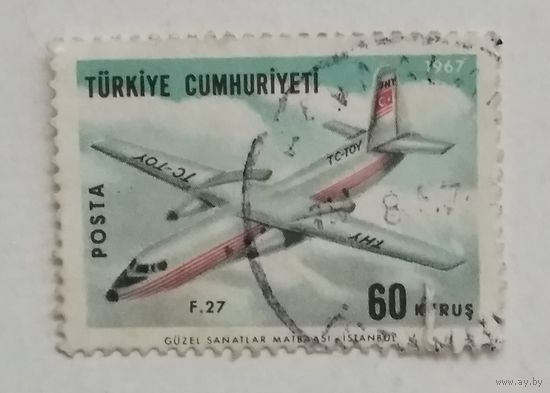 1967
TÜRKİYE CUMHURİYETİ
THY
TC-TOY
TC-TOY
THY
POSTA
F.27
60 KURUŞ
GÜZEL SANATLAR MATBAASI - İSTANBUL
www.ay.by